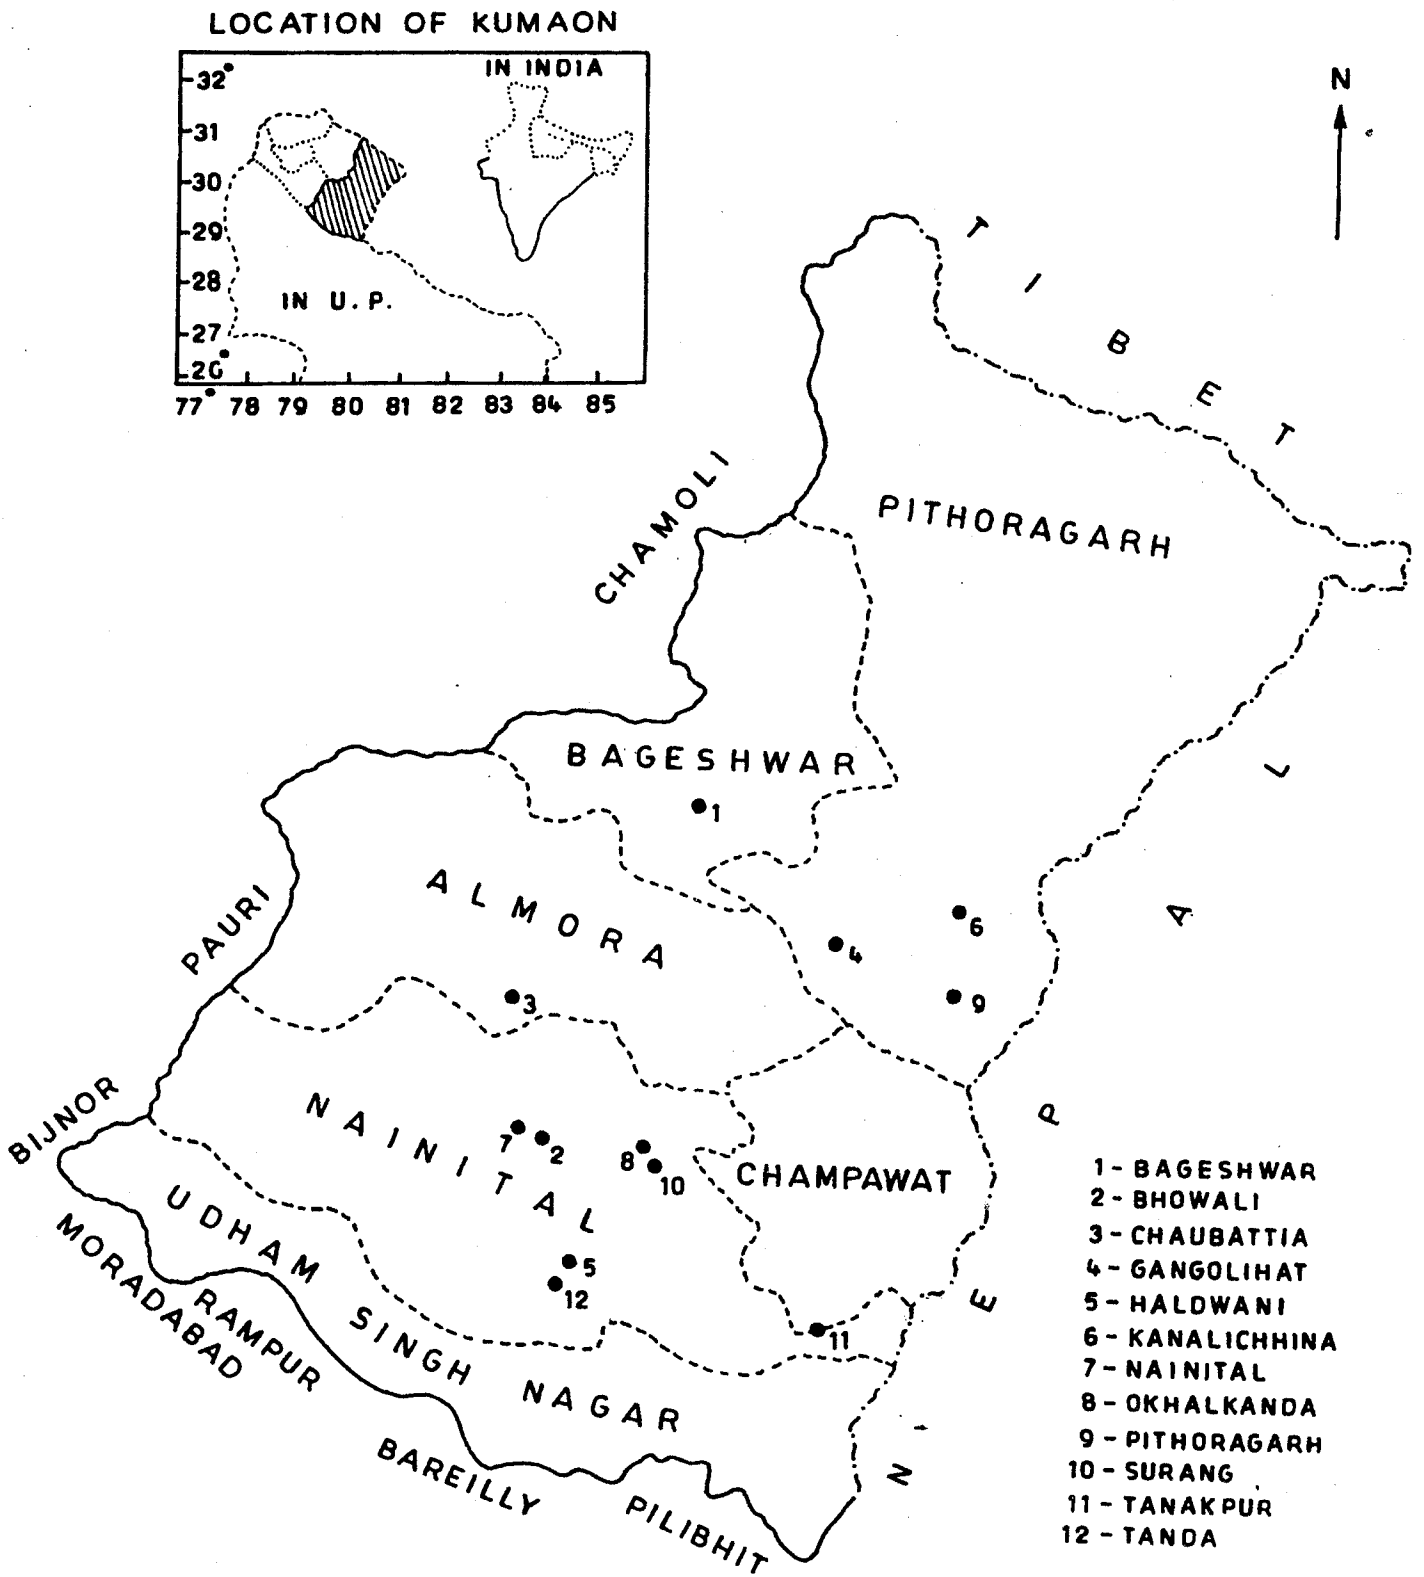 LOCATION OF KUMAON
IN INDIA
32°
31
30
29
28
27
26°
IN U.P.
77° 78 79 80 81 82 83 84 85
N
TIBET
CHAMOLI
PITHORAGARH
BAGESHWAR
1
ALMORA
PAURI
6
4
3
9
NEPAL
BIJNOR
NAINITAL
7
2
8
10
CHAMPAWAT
UDHAM SINGH NAGAR
5
12
11
MORADABAD
RAMPUR
BAREILLY
PILIBHIT
1 - BAGESHWAR
2 - BHOWALI
3 - CHAUBATTIA
4 - GANGOLIHAT
5 - HALDWANI
6 - KANALICHHINA
7 - NAINITAL
8 - OKHALKANDA
9 - PITHORAGARH
10 - SURANG
11 - TANAKPUR
12 - TANDA